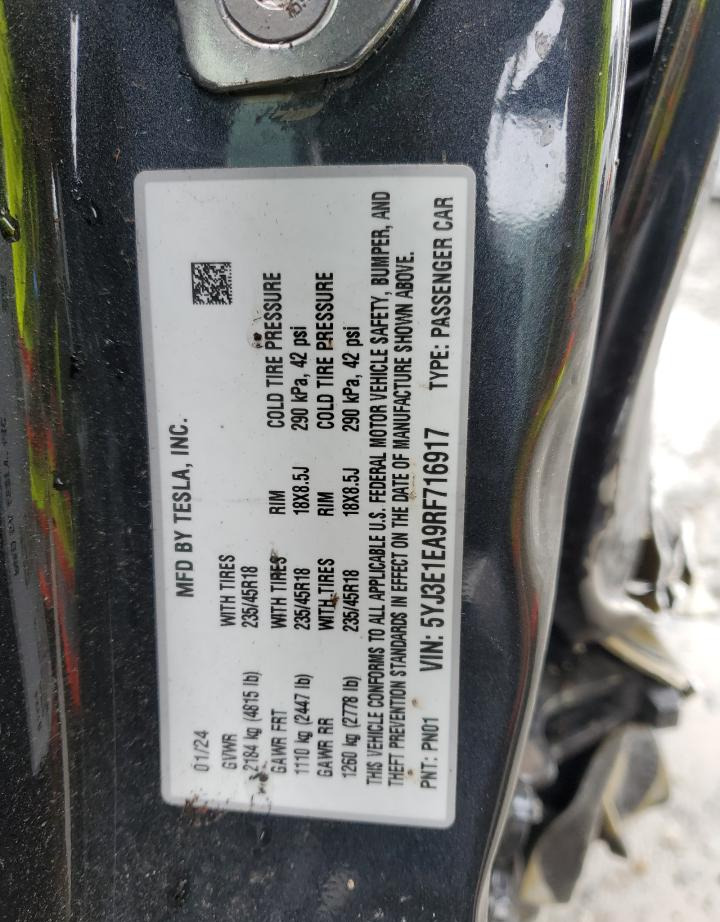 MFD BY TESLA, INC.
01/24
GVWR WITH TIRES
2184 kg (4815 lb) 235/45R18
GAWR FRT WITH TIRES RIM COLD TIRE PRESSURE
1110 kg (2447 lb) 235/45R18 18X8.5J 290 kPa, 42 psi
GAWR RR WITH TIRES RIM COLD TIRE PRESSURE
1260 kg (2778 lb) 235/45R18 18X8.5J 290 kPa, 42 psi
THIS VEHICLE CONFORMS TO ALL APPLICABLE U.S. FEDERAL MOTOR VEHICLE SAFETY, BUMPER, AND
THEFT PREVENTION STANDARDS IN EFFECT ON THE DATE OF MANUFACTURE SHOWN ABOVE.
PNT: PN01 VIN: 5YJ3E1EA9RF716917 TYPE: PASSENGER CAR